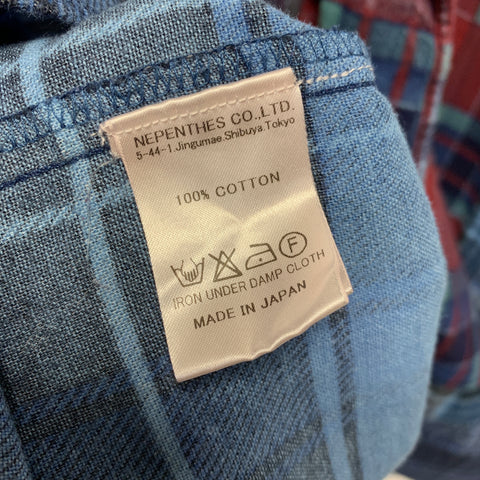 NEPENTHES CO.,LTD.
5-44-1.Jingumae.Shibuya.Tokyo
100% COTTON
F
IRON UNDER DAMP CLOTH
MADE IN JAPAN